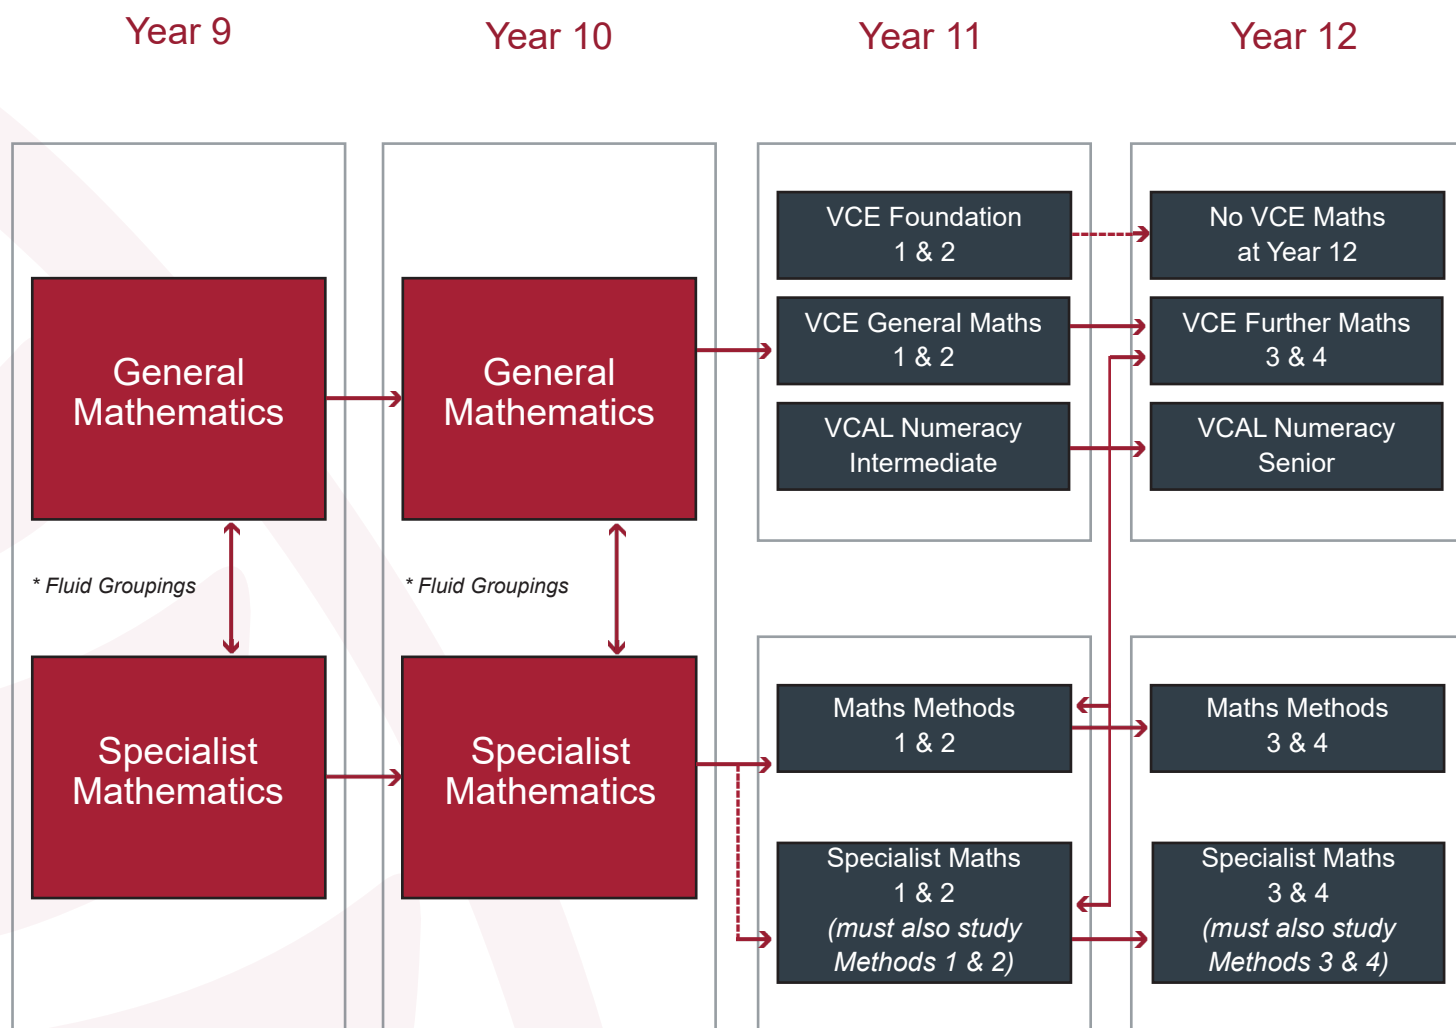 Year 9
Year 10
Year 11
Year 12
General
Mathematics
* Fluid Groupings
Specialist
Mathematics
General
Mathematics
* Fluid Groupings
Specialist
Mathematics
VCE Foundation
1 & 2
VCE General Maths
1 & 2
VCAL Numeracy
Intermediate
Maths Methods
1 & 2
Specialist Maths
1 & 2
(must also study
Methods 1 & 2)
No VCE Maths
at Year 12
VCE Further Maths
3 & 4
VCAL Numeracy
Senior
Maths Methods
3 & 4
Specialist Maths
3 & 4
(must also study
Methods 3 & 4)